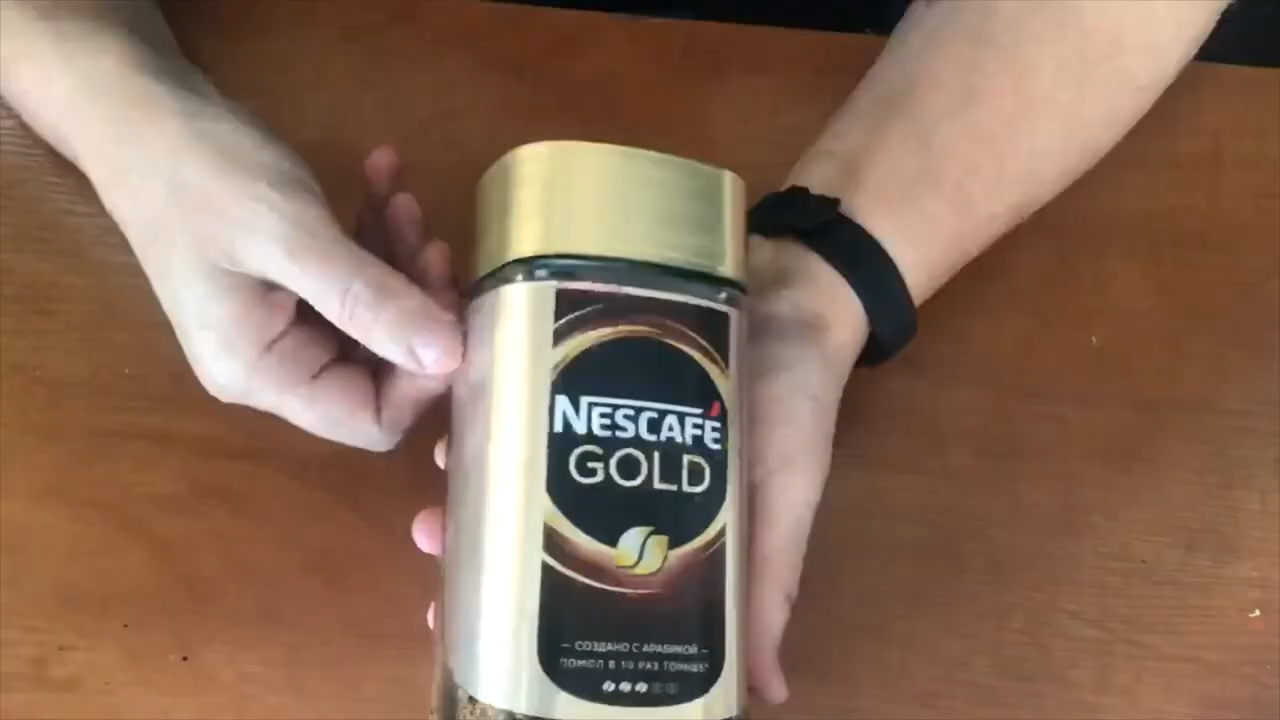 NESCAFÉ
GOLD
— СОЗДАНО С АРАБИКОЙ —
ПОМОЛ В 10 РАЗ ТОНЬШЕ*